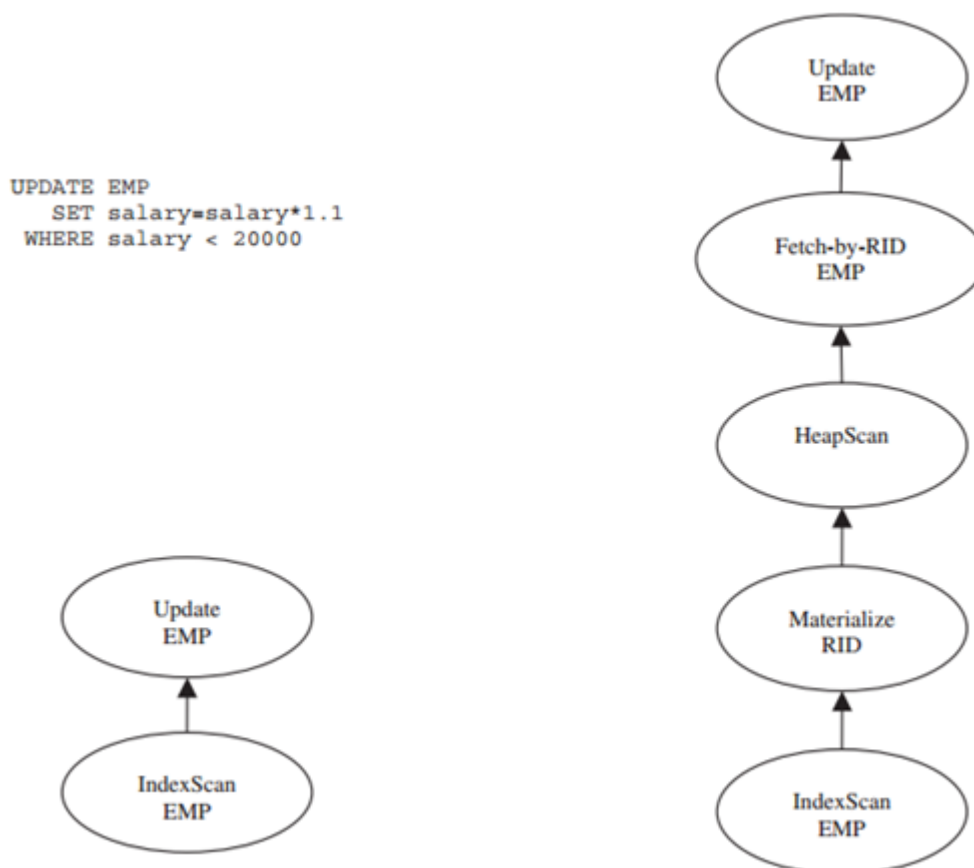 UPDATE EMP
SET salary=salary*1.1
WHERE salary < 20000
Update
EMP
IndexScan
EMP
Update
EMP
Fetch-by-RID
EMP
HeapScan
Materialize
RID
IndexScan
EMP